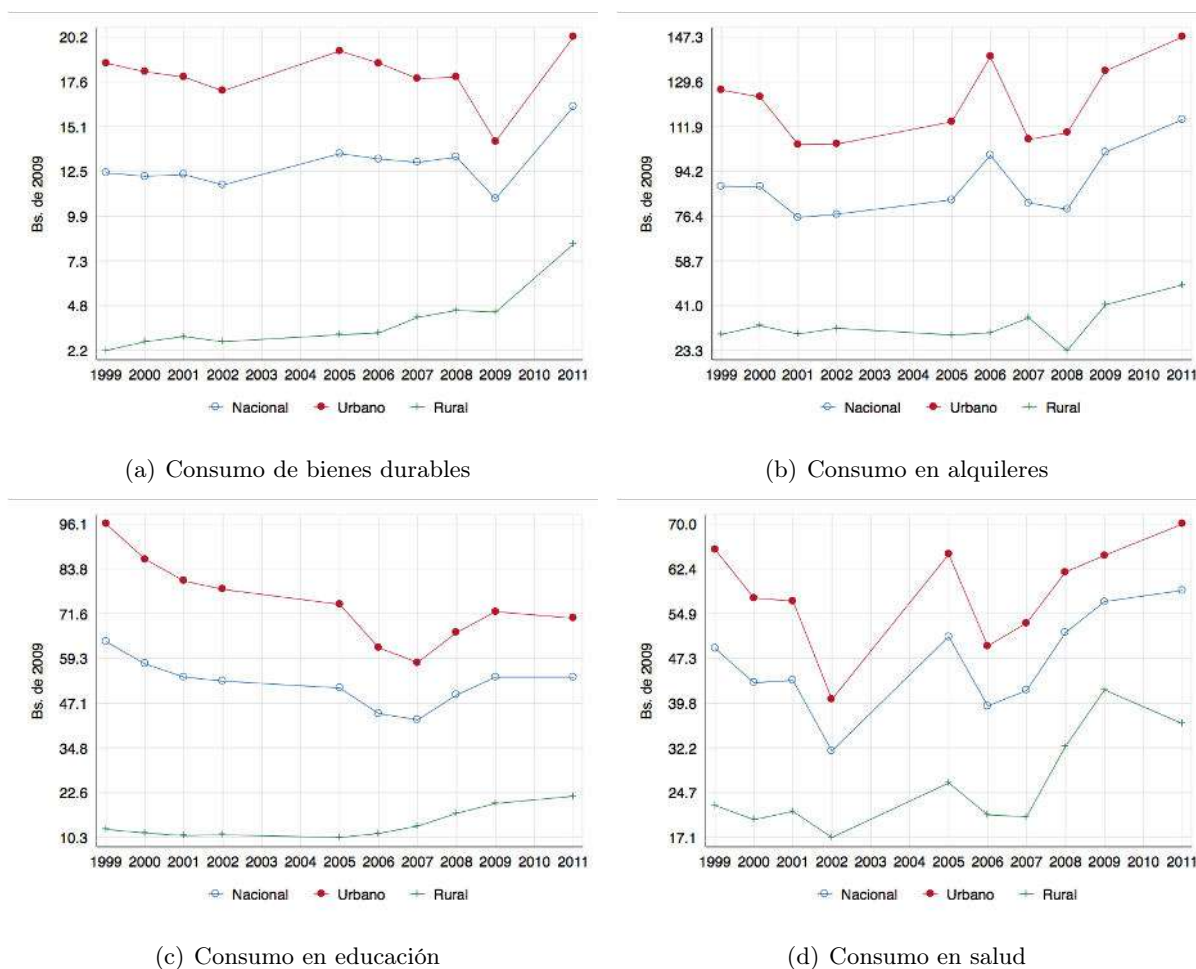 20.2
17.6
15.1
12.5
9.9
7.3
4.8
2.2
Bs. de 2009
1999 2000 2001 2002 2003 2004 2005 2006 2007 2008 2009 2010 2011
Nacional Urbano Rural
(a) Consumo de bienes durables
147.3
129.6
111.9
94.2
76.4
58.7
41.0
23.3
Bs. de 2009
1999 2000 2001 2002 2003 2004 2005 2006 2007 2008 2009 2010 2011
Nacional Urbano Rural
(b) Consumo en alquileres
96.1
83.8
71.6
59.3
47.1
34.8
22.6
10.3
Bs. de 2009
1999 2000 2001 2002 2003 2004 2005 2006 2007 2008 2009 2010 2011
Nacional Urbano Rural
(c) Consumo en educación
70.0
62.4
54.9
47.3
39.8
32.2
24.7
17.1
Bs. de 2009
1999 2000 2001 2002 2003 2004 2005 2006 2007 2008 2009 2010 2011
Nacional Urbano Rural
(d) Consumo en salud